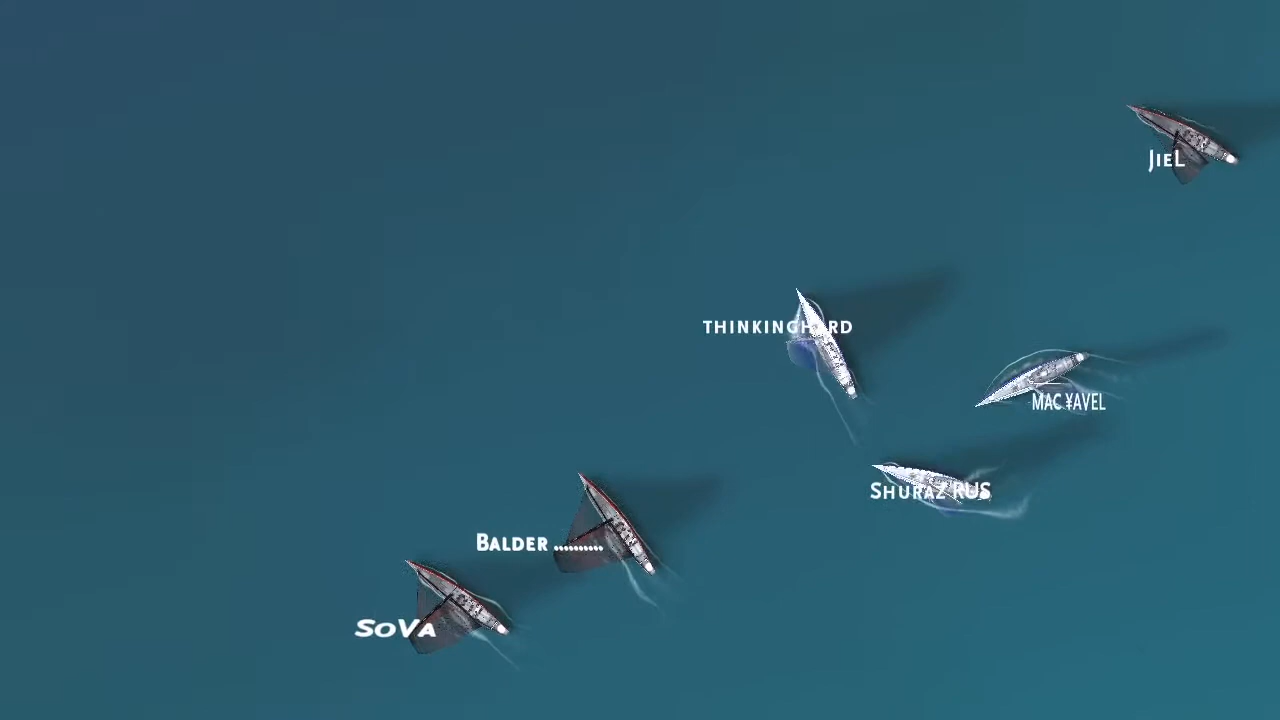 JieL
THINKINGHARD
MAC ¥AVEL
SHURAZ RUS
BALDER ..........
SoVa